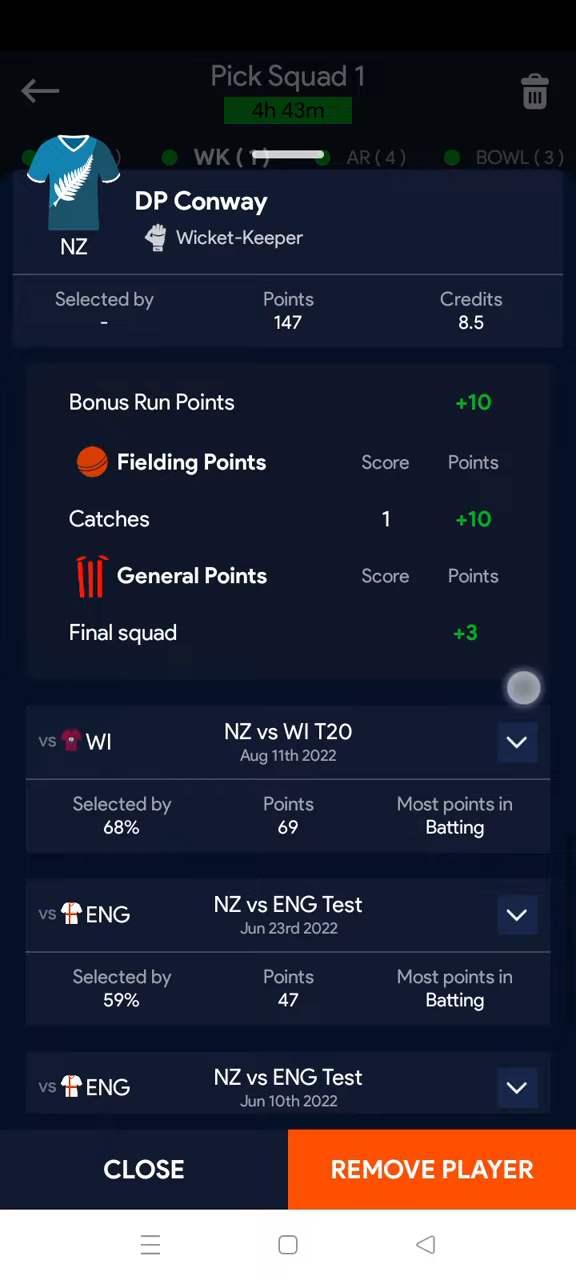 Pick Squad 1
4h 43m
WK ( 1 ) AR ( 4 ) BOWL ( 3 )
NZ
DP Conway
Wicket-Keeper
Selected by Points Credits
- 147 8.5
Bonus Run Points +10
Fielding Points Score Points
Catches 1 +10
General Points Score Points
Final squad +3
vs WI NZ vs WI T20
Aug 11th 2022
Selected by Points Most points in
68% 69 Batting
vs ENG NZ vs ENG Test
Jun 23rd 2022
Selected by Points Most points in
59% 47 Batting
vs ENG NZ vs ENG Test
Jun 10th 2022
CLOSE REMOVE PLAYER